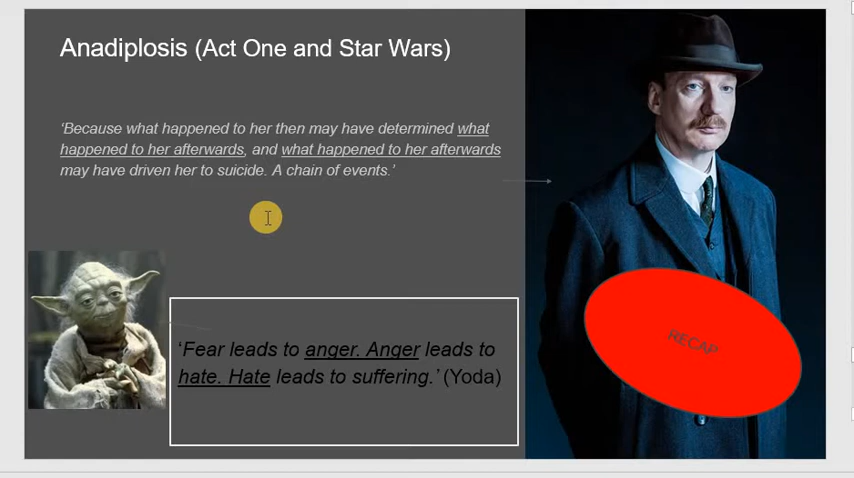 Anadiplosis (Act One and Star Wars)
‘Because what happened to her then may have determined what
happened to her afterwards, and what happened to her afterwards
may have driven her to suicide. A chain of events.’
‘Fear leads to anger. Anger leads to
hate. Hate leads to suffering.’ (Yoda)
RECAP